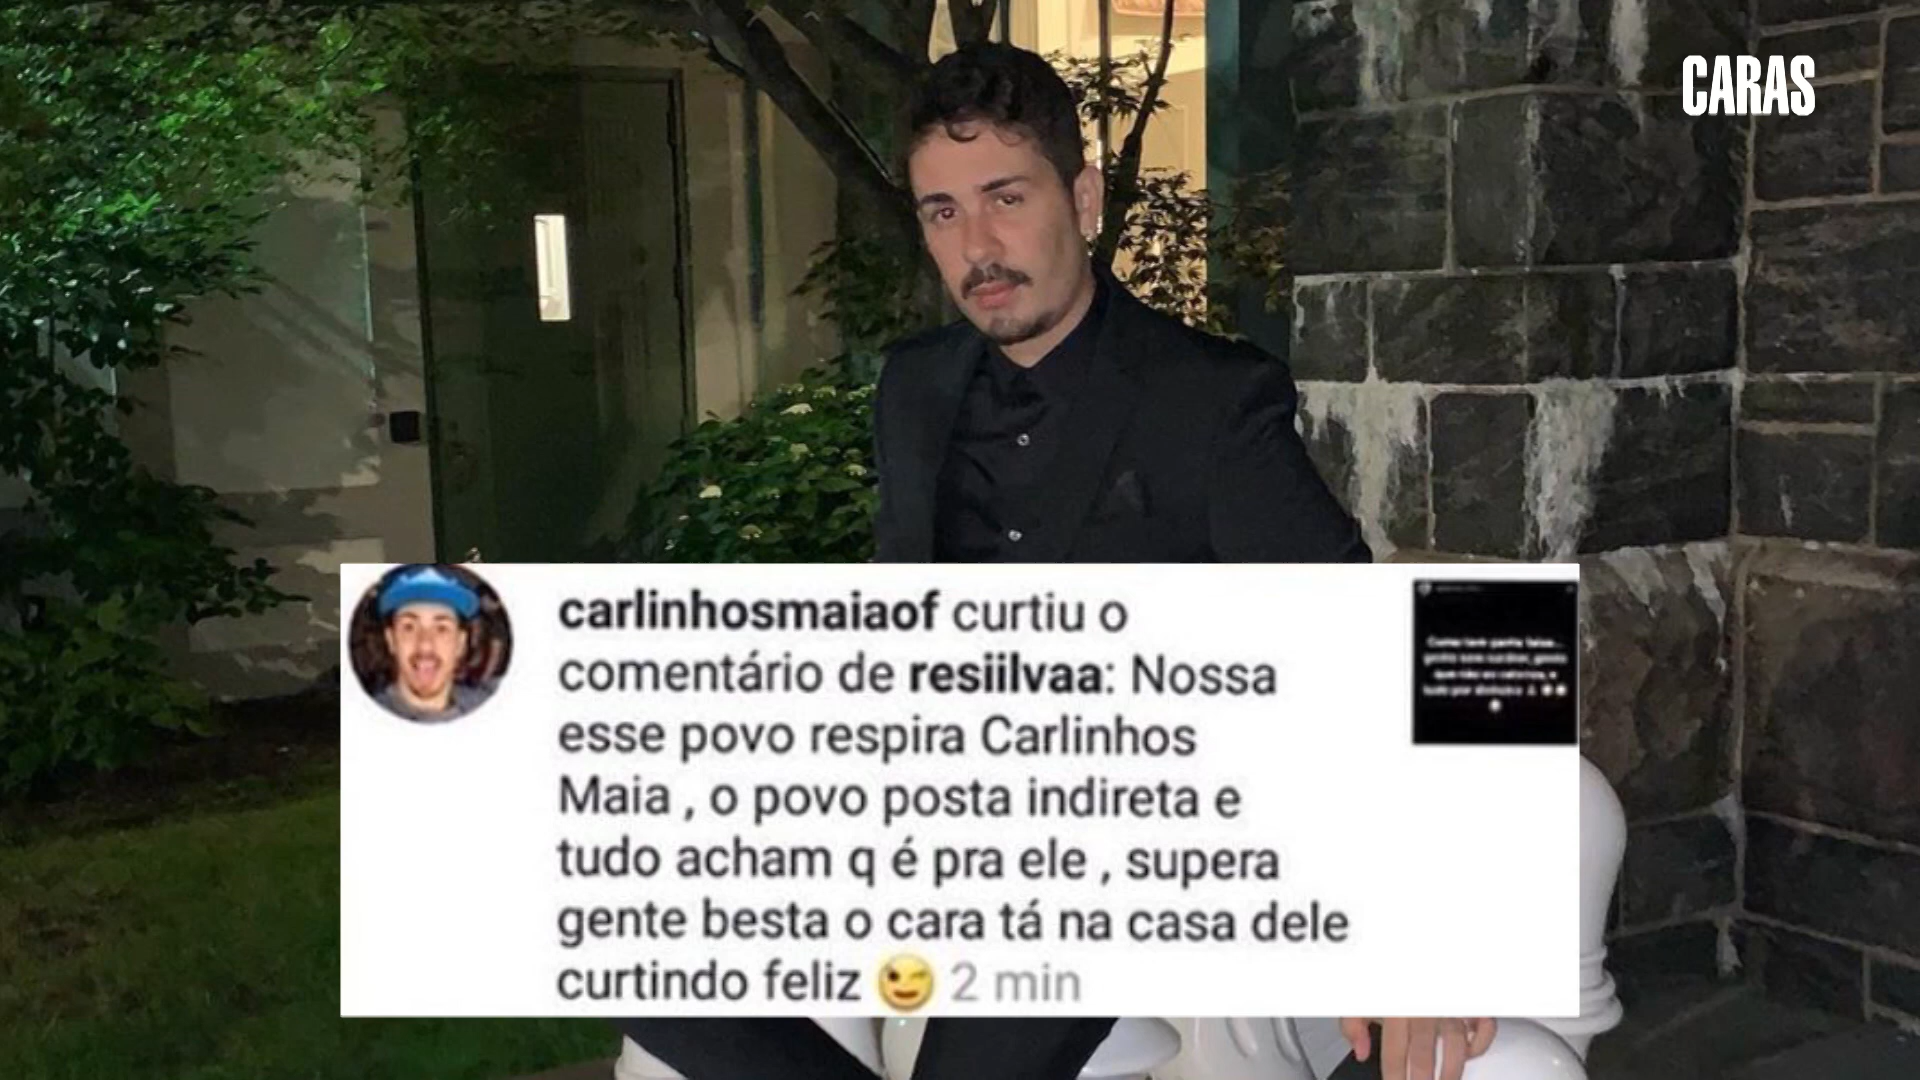 CARAS
carlinhosmaiaof curtiu o
comentário de resiilvaa: Nossa
esse povo respira Carlinhos
Maia , o povo posta indireta e
tudo acham q é pra ele , supera
gente besta o cara tá na casa dele
curtindo feliz 😉 2 min